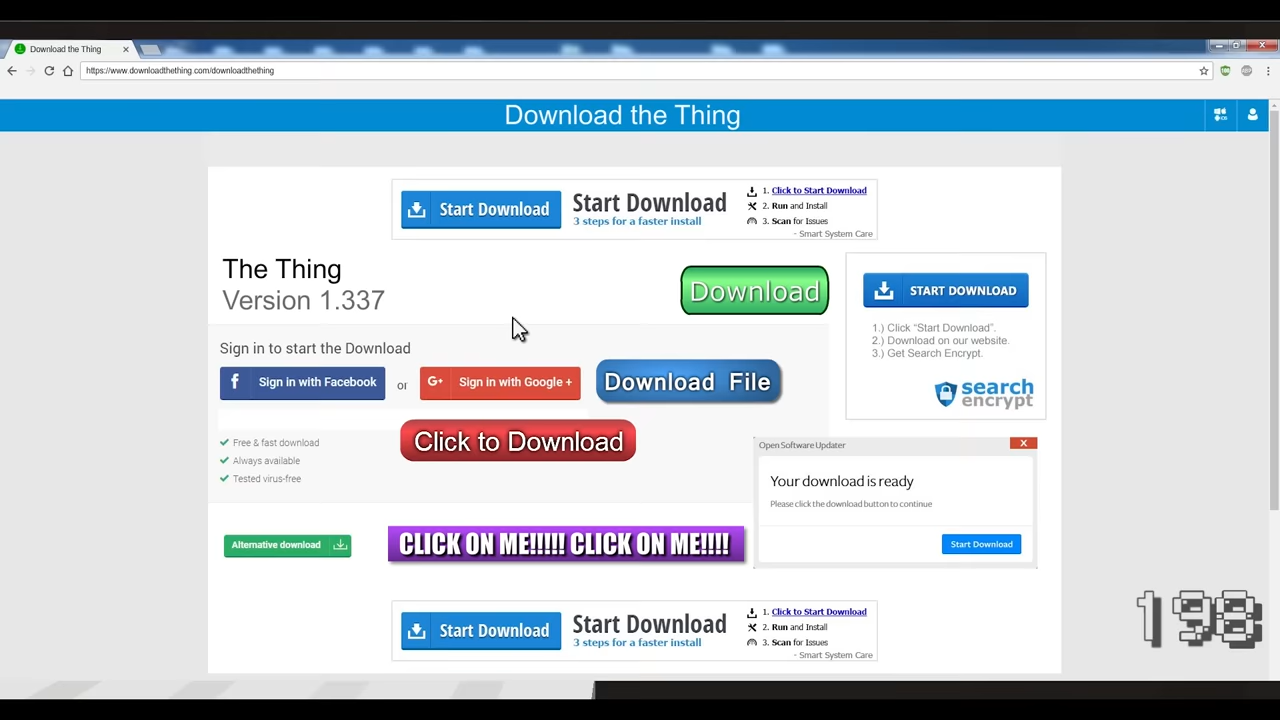 Download the Thing
https://www.downloadthething.com/downloadthething
Download the Thing
Start Download
Start Download
3 steps for a faster install
1. Click to Start Download
2. Run and Install
3. Scan for Issues
- Smart System Care
The Thing
Version 1.337
Download
START DOWNLOAD
1.) Click “Start Download”.
2.) Download on our website.
3.) Get Search Encrypt.
search
encrypt
Sign in to start the Download
f Sign in with Facebook
or
G+ Sign in with Google +
Download File
Click to Download
Free & fast download
Always available
Tested virus-free
Open Software Updater
Your download is ready
Please click the download button to continue
Start Download
Alternative download
CLICK ON ME!!!!! CLICK ON ME!!!!
Start Download
Start Download
3 steps for a faster install
1. Click to Start Download
2. Run and Install
3. Scan for Issues
- Smart System Care
198